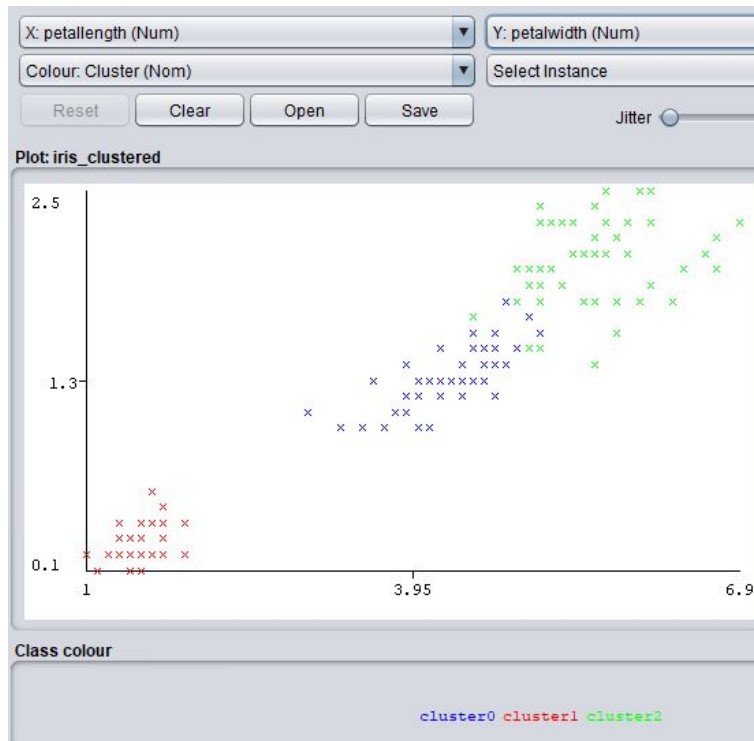 X: petallength (Num) Y: petalwidth (Num)
Colour: Cluster (Nom) Select Instance
Reset Clear Open Save Jitter
Plot: iris_clustered
2.5
1.3
0.1
1 3.95 6.9
Class colour
cluster0 cluster1 cluster2